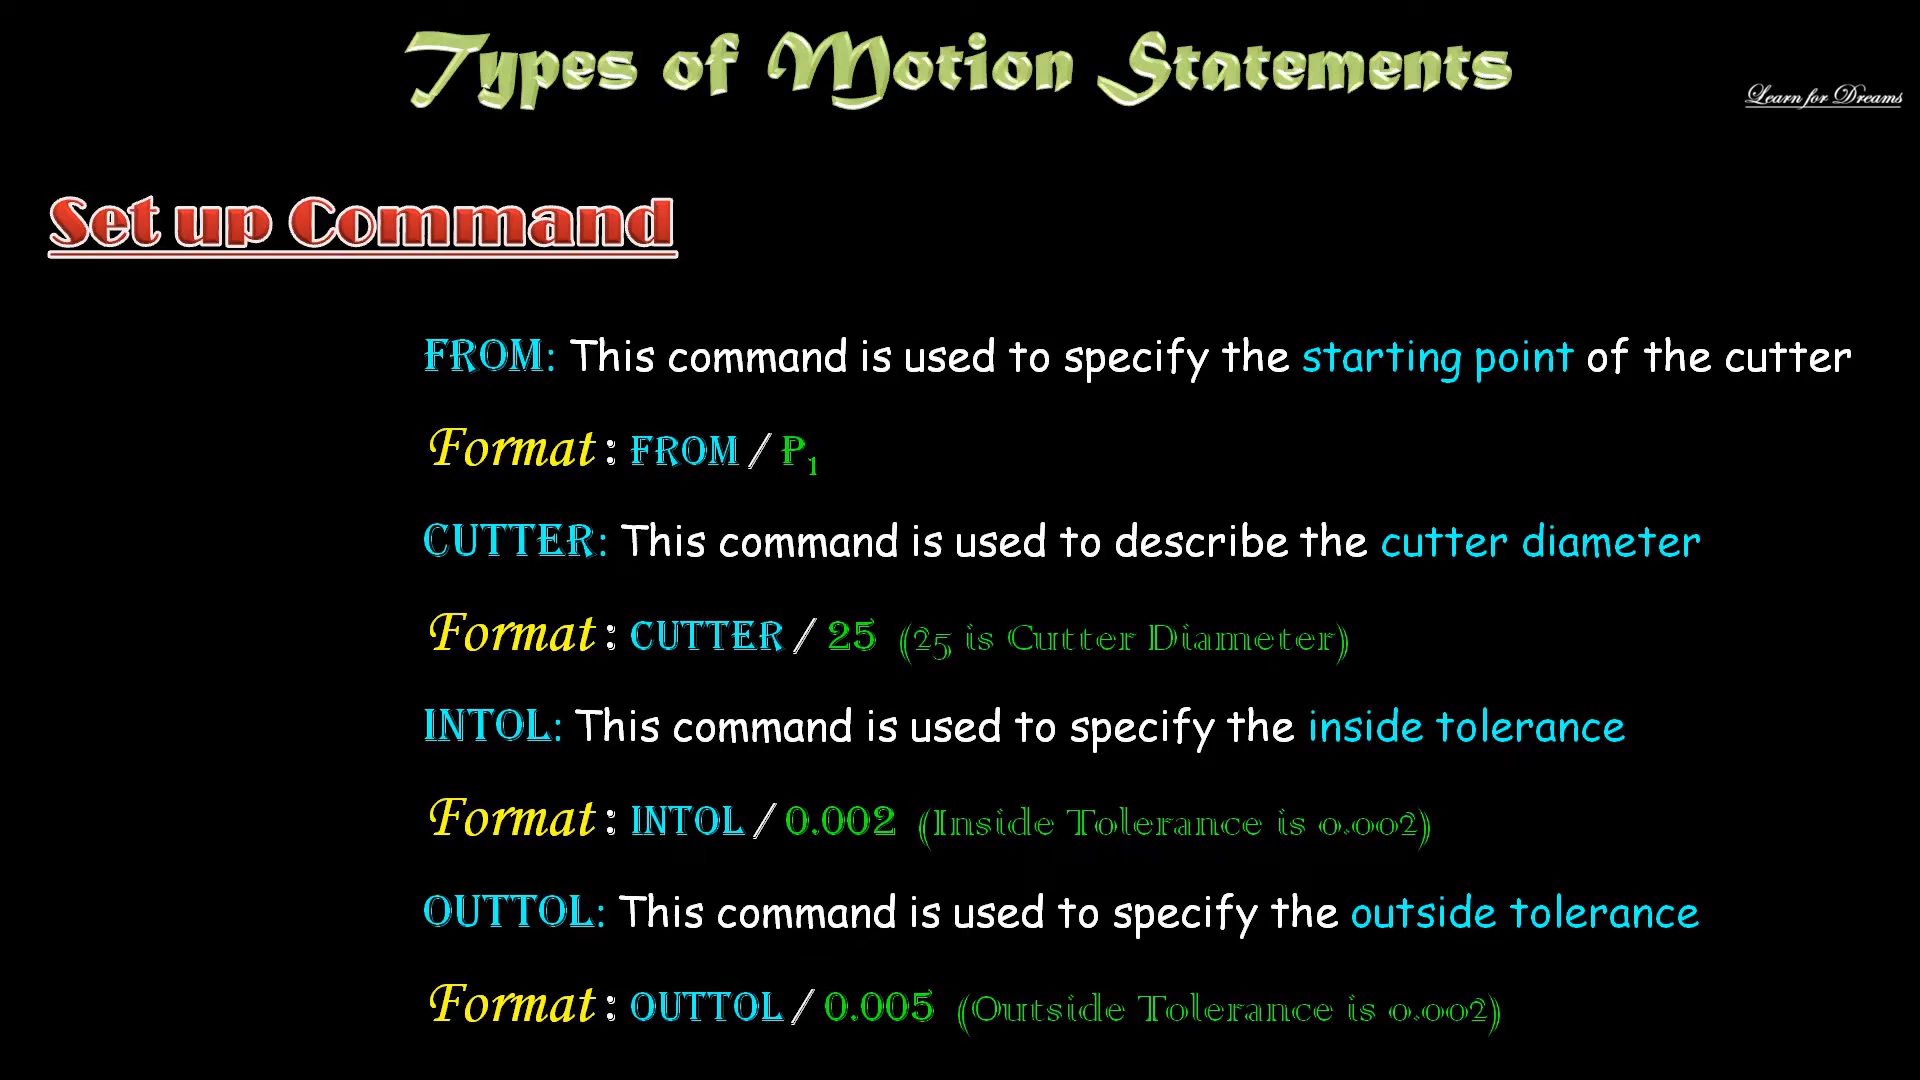 Types of Motion Statements
Learn for Dreams
Set up Command
FROM: This command is used to specify the starting point of the cutter
Format : FROM / P₁
CUTTER: This command is used to describe the cutter diameter
Format : CUTTER / 25 (25 is Cutter Diameter)
INTOL: This command is used to specify the inside tolerance
Format : INTOL / 0.002 (Inside Tolerance is 0.002)
OUTTOL: This command is used to specify the outside tolerance
Format : OUTTOL / 0.005 (Outside Tolerance is 0.002)